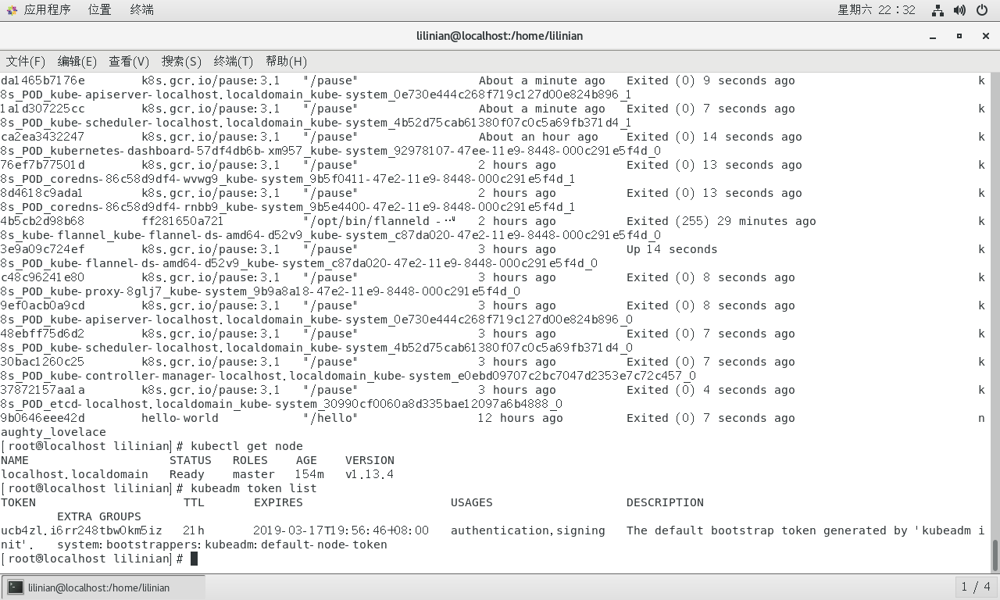 应用程序 位置 终端 星期六 22：32
lilinian@localhost:/home/lilinian
文件(F) 编辑(E) 查看(V) 搜索(S) 终端(T) 帮助(H)
da1465b7176e k8s.gcr.io/pause:3.1 "/pause" About a minute ago Exited (0) 9 seconds ago k
8s_POD_kube-apiserver-localhost.localdomain_kube-system_0e730e444c268f719c127d00e824b896_1
1a1d307225cc k8s.gcr.io/pause:3.1 "/pause" About a minute ago Exited (0) 7 seconds ago k
8s_POD_kube-scheduler-localhost.localdomain_kube-system_4b52d75cab61380f07c0c5a69fb371d4_1
ca2ea3432247 k8s.gcr.io/pause:3.1 "/pause" About an hour ago Exited (0) 14 seconds ago k
8s_POD_kubernetes-dashboard-57df4db6b-xm957_kube-system_92978107-47ee-11e9-8448-000c291e5f4d_0
76ef7b77501d k8s.gcr.io/pause:3.1 "/pause" 2 hours ago Exited (0) 13 seconds ago k
8s_POD_coredns-86c58d9df4-wvwg9_kube-system_9b5f0411-47e2-11e9-8448-000c291e5f4d_1
8d4618c9ada1 k8s.gcr.io/pause:3.1 "/pause" 2 hours ago Exited (0) 13 seconds ago k
8s_POD_coredns-86c58d9df4-rnbb9_kube-system_9b5e4400-47e2-11e9-8448-000c291e5f4d_1
4b5cb2d98b68 ff281650a721 "/opt/bin/flanneld -…" 2 hours ago Exited (255) 29 minutes ago k
8s_kube-flannel_kube-flannel-ds-amd64-d52v9_kube-system_c87da020-47e2-11e9-8448-000c291e5f4d_0
3e9a09c724ef k8s.gcr.io/pause:3.1 "/pause" 3 hours ago Up 14 seconds k
8s_POD_kube-flannel-ds-amd64-d52v9_kube-system_c87da020-47e2-11e9-8448-000c291e5f4d_0
c48c96241e80 k8s.gcr.io/pause:3.1 "/pause" 3 hours ago Exited (0) 8 seconds ago k
8s_POD_kube-proxy-8glj7_kube-system_9b9a8a18-47e2-11e9-8448-000c291e5f4d_0
9ef0acb0a9cd k8s.gcr.io/pause:3.1 "/pause" 3 hours ago Exited (0) 8 seconds ago k
8s_POD_kube-apiserver-localhost.localdomain_kube-system_0e730e444c268f719c127d00e824b896_0
48ebff75d6d2 k8s.gcr.io/pause:3.1 "/pause" 3 hours ago Exited (0) 7 seconds ago k
8s_POD_kube-scheduler-localhost.localdomain_kube-system_4b52d75cab61380f07c0c5a69fb371d4_0
30bac1260c25 k8s.gcr.io/pause:3.1 "/pause" 3 hours ago Exited (0) 7 seconds ago k
8s_POD_kube-controller-manager-localhost.localdomain_kube-system_e0ebd09707c2bc7047d2353e7c72c457_0
37872157aa1a k8s.gcr.io/pause:3.1 "/pause" 3 hours ago Exited (0) 4 seconds ago k
8s_POD_etcd-localhost.localdomain_kube-system_30990cf0060a8d335bae12097a6b4888_0
9b0646eee42d hello-world "/hello" 12 hours ago Exited (0) 7 seconds ago n
aughty_lovelace
[root@localhost lilinian]# kubectl get node
NAME STATUS ROLES AGE VERSION
localhost.localdomain Ready master 154m v1.13.4
[root@localhost lilinian]# kubeadm token list
TOKEN TTL EXPIRES USAGES DESCRIPTION
EXTRA GROUPS
ucb4zl.i6rr248tbw0km5iz 21h 2019-03-17T19:56:46+08:00 authentication,signing The default bootstrap token generated by 'kubeadm i
nit'. system:bootstrappers:kubeadm:default-node-token
[root@localhost lilinian]#
lilinian@localhost:/home/lilinian 1 / 4